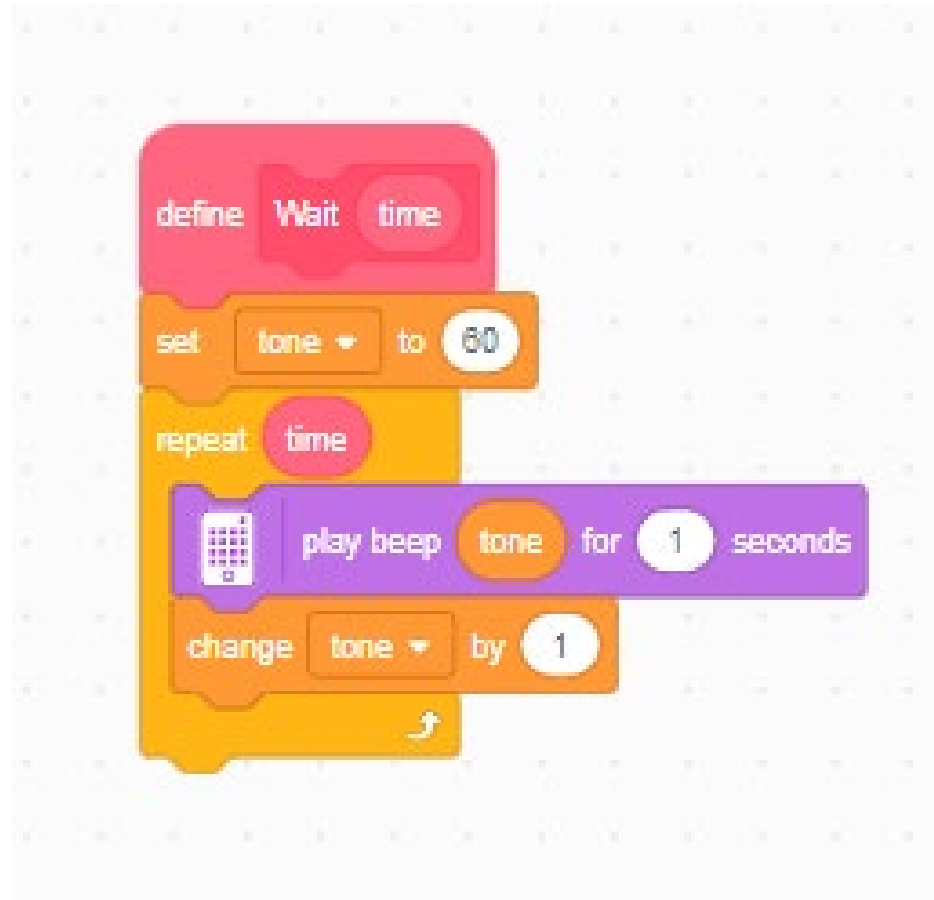 define Wait time
set tone to 60
repeat time
play beep tone for 1 seconds
change tone by 1